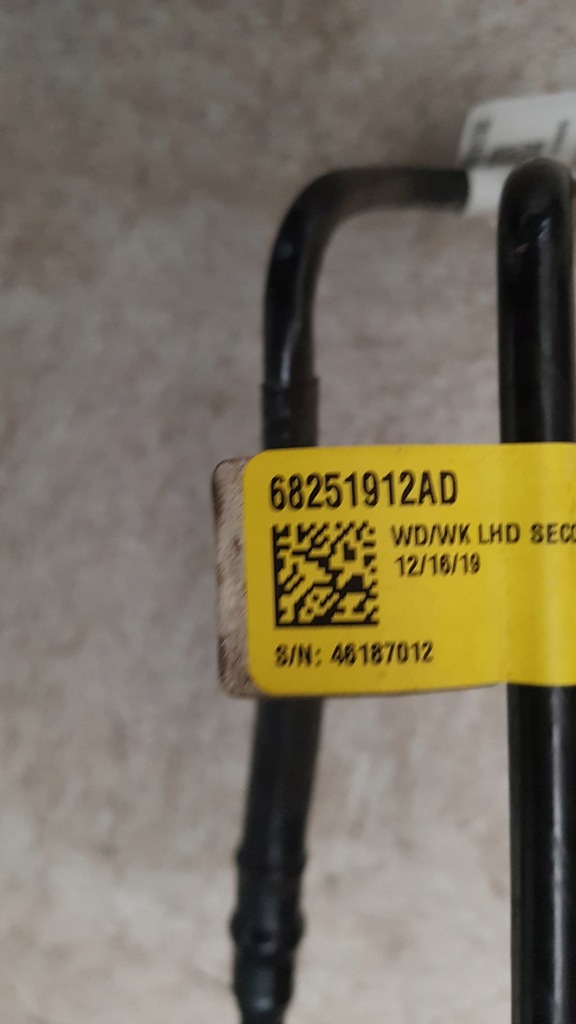 68251912AD
WD/WK LHD SECO
12/16/19
S/N: 46187012